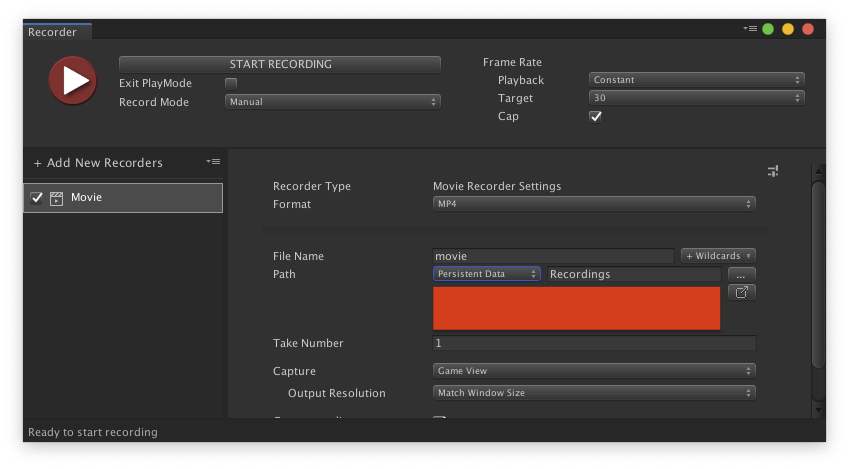 Recorder
START RECORDING
Exit PlayMode
Record Mode Manual
Frame Rate
Playback Constant
Target 30
Cap
+ Add New Recorders
Movie
Recorder Type Movie Recorder Settings
Format MP4
File Name movie + Wildcards
Path Persistent Data Recordings ...
Take Number 1
Capture Game View
Output Resolution Match Window Size
Ready to start recording